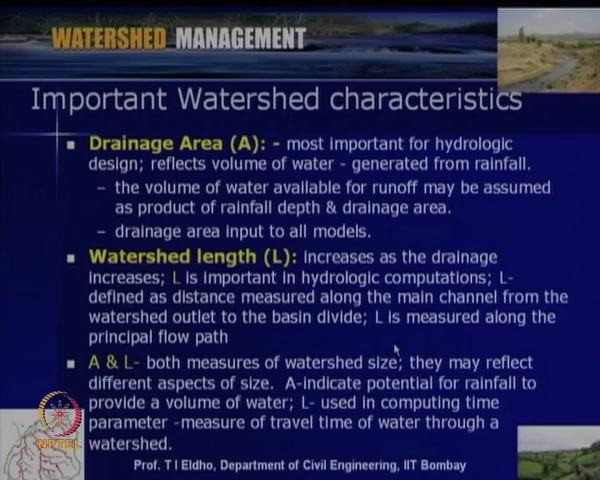 WATERSHED MANAGEMENT
Important Watershed characteristics
Drainage Area (A): - most important for hydrologic
design; reflects volume of water - generated from rainfall.
– the volume of water available for runoff may be assumed
as product of rainfall depth & drainage area.
– drainage area input to all models.
Watershed length (L): increases as the drainage
increases; L is important in hydrologic computations; L-
defined as distance measured along the main channel from the
watershed outlet to the basin divide; L is measured along the
principal flow path
A & L- both measures of watershed size; they may reflect
different aspects of size. A-indicate potential for rainfall to
provide a volume of water; L- used in computing time
parameter -measure of travel time of water through a
watershed.
NPTEL
Prof. T I Eldho, Department of Civil Engineering, IIT Bombay